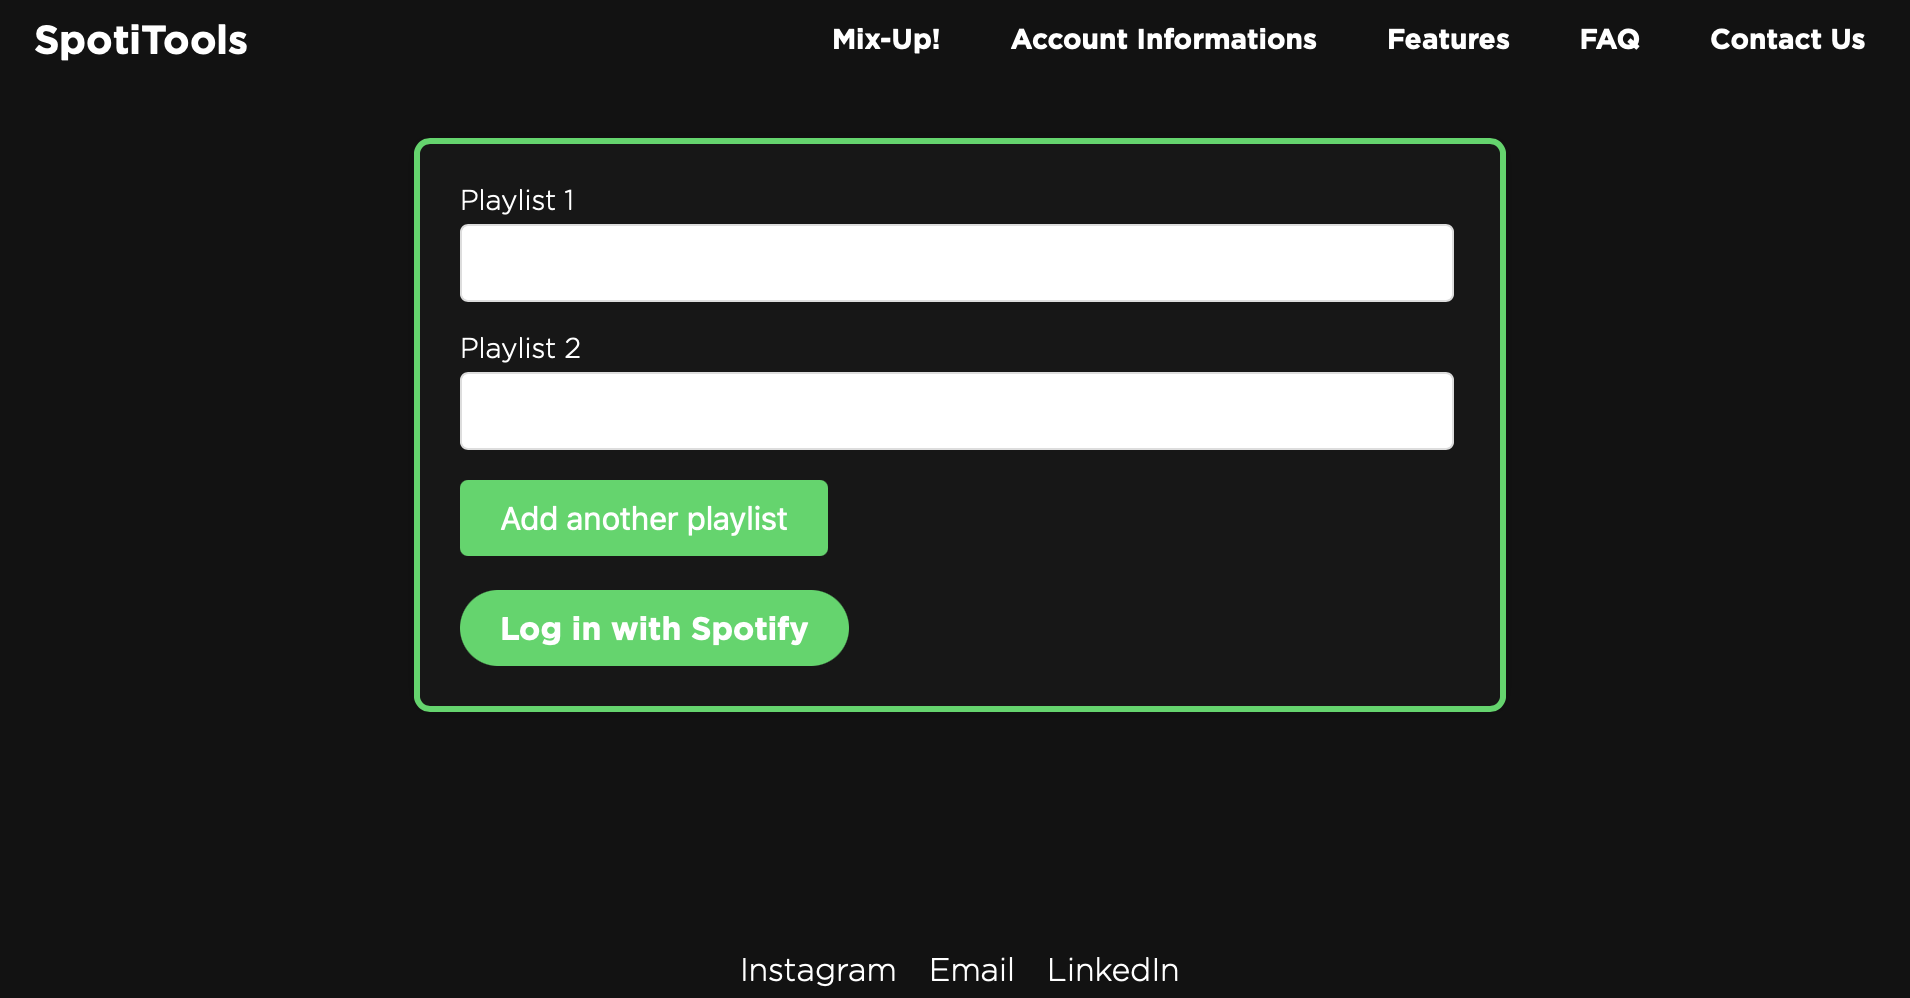 SpotiTools
Mix-Up! Account Informations Features FAQ Contact Us
Playlist 1
Playlist 2
Add another playlist
Log in with Spotify
Instagram Email LinkedIn